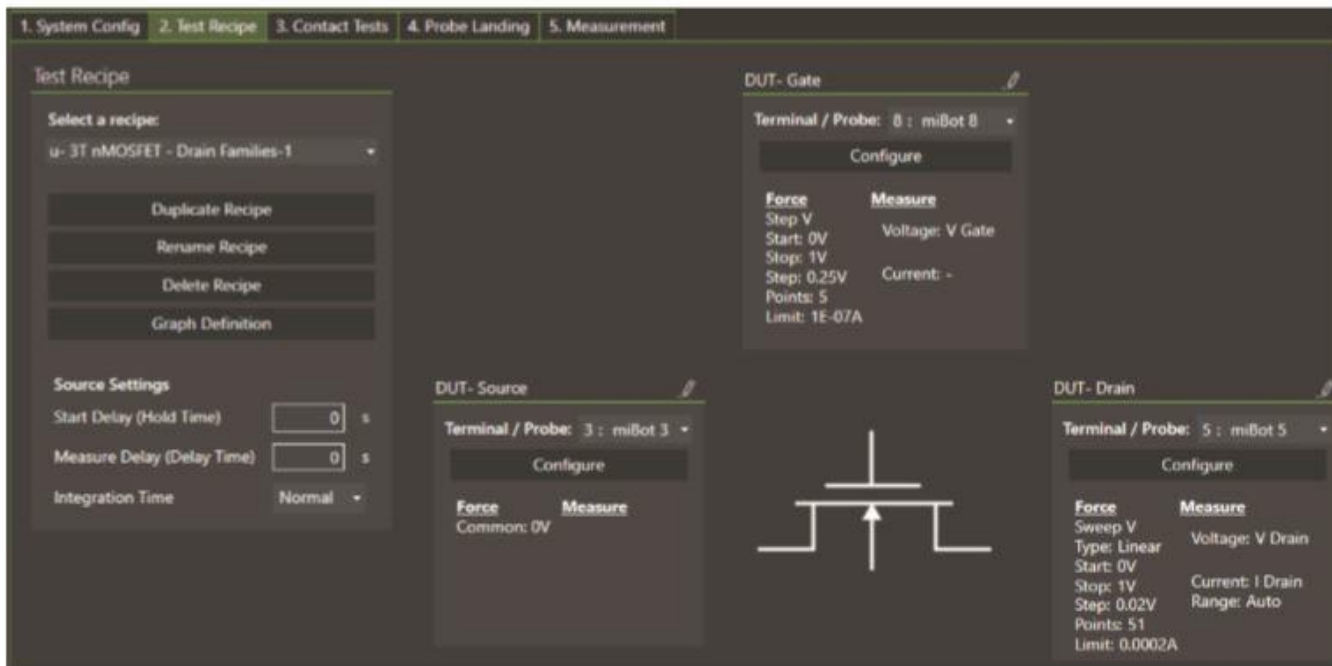 1. System Config 2. Test Recipe 3. Contact Tests 4. Probe Landing 5. Measurement
Test Recipe
Select a recipe:
u- 3T nMOSFET - Drain Families-1
Duplicate Recipe
Rename Recipe
Delete Recipe
Graph Definition
Source Settings
Start Delay (Hold Time) 0 s
Measure Delay (Delay Time) 0 s
Integration Time Normal
DUT- Gate
Terminal / Probe: 8 : miBot 8
Configure
Force Measure
Step V
Voltage: V Gate
Start: 0V
Stop: 1V
Current: -
Step: 0.25V
Points: 5
Limit: 1E-07A
DUT- Source
Terminal / Probe: 3 : miBot 3
Configure
Force Measure
Common: 0V
DUT- Drain
Terminal / Probe: 5 : miBot 5
Configure
Force Measure
Sweep V
Voltage: V Drain
Type: Linear
Start: 0V
Stop: 1V
Current: I Drain
Step: 0.02V
Range: Auto
Points: 51
Limit: 0.0002A